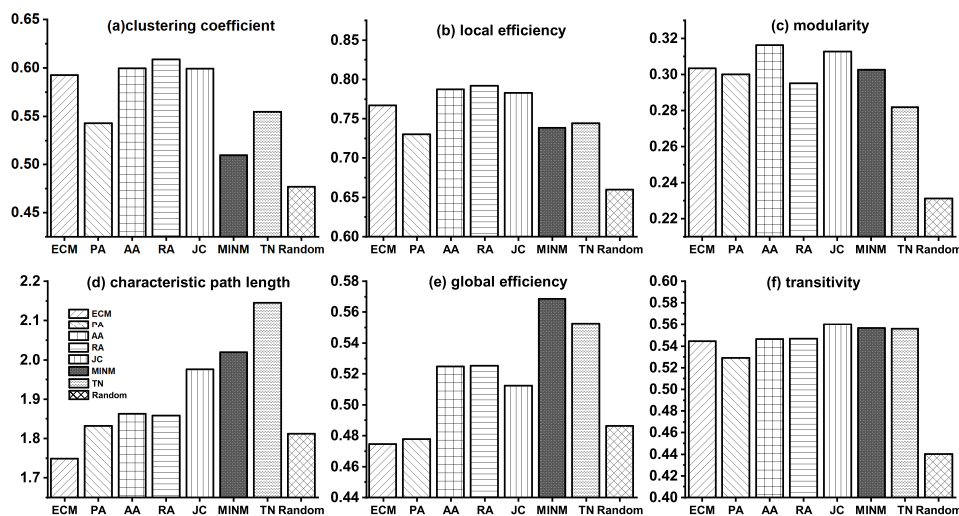 (a)clustering coefficient
0.65
0.60
0.55
0.50
0.45
ECM PA AA RA JC MINM TN Random
(b) local efficiency
0.85
0.80
0.75
0.70
0.65
0.60
ECM PA AA RA JC MINM TN Random
(c) modularity
0.32
0.30
0.28
0.26
0.24
0.22
ECM PA AA RA JC MINM TN Random
(d) characteristic path length
2.2
2.1
2.0
1.9
1.8
1.7
ECM
PA
AA
RA
JC
MINM
TN
Random
ECM PA AA RA JC MINM TN Random
(e) global efficiency
0.58
0.56
0.54
0.52
0.50
0.48
0.46
0.44
ECM PA AA RA JC MINM TN Random
(f) transitivity
0.60
0.58
0.56
0.54
0.52
0.50
0.48
0.46
0.44
0.42
0.40
ECM PA AA RA JC MINM TN Random